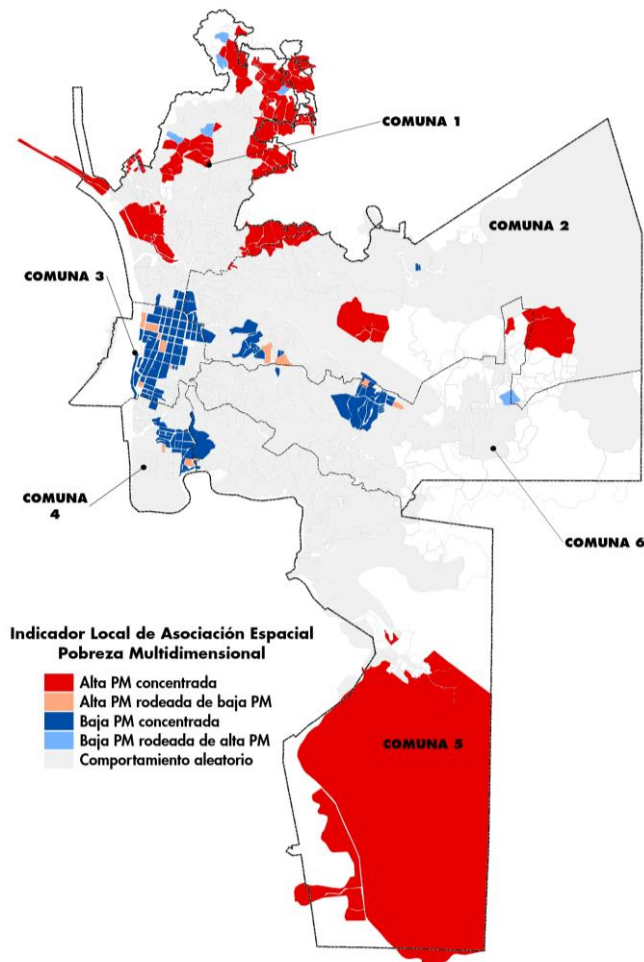 COMUNA 1
COMUNA 2
COMUNA 3
COMUNA
4
COMUNA 6
Indicador Local de Asociación Espacial
Pobreza Multidimensional
Alta PM concentrada
Alta PM rodeada de baja PM
Baja PM concentrada
Baja PM rodeada de alta PM
Comportamiento aleatorio
COMUNA 5